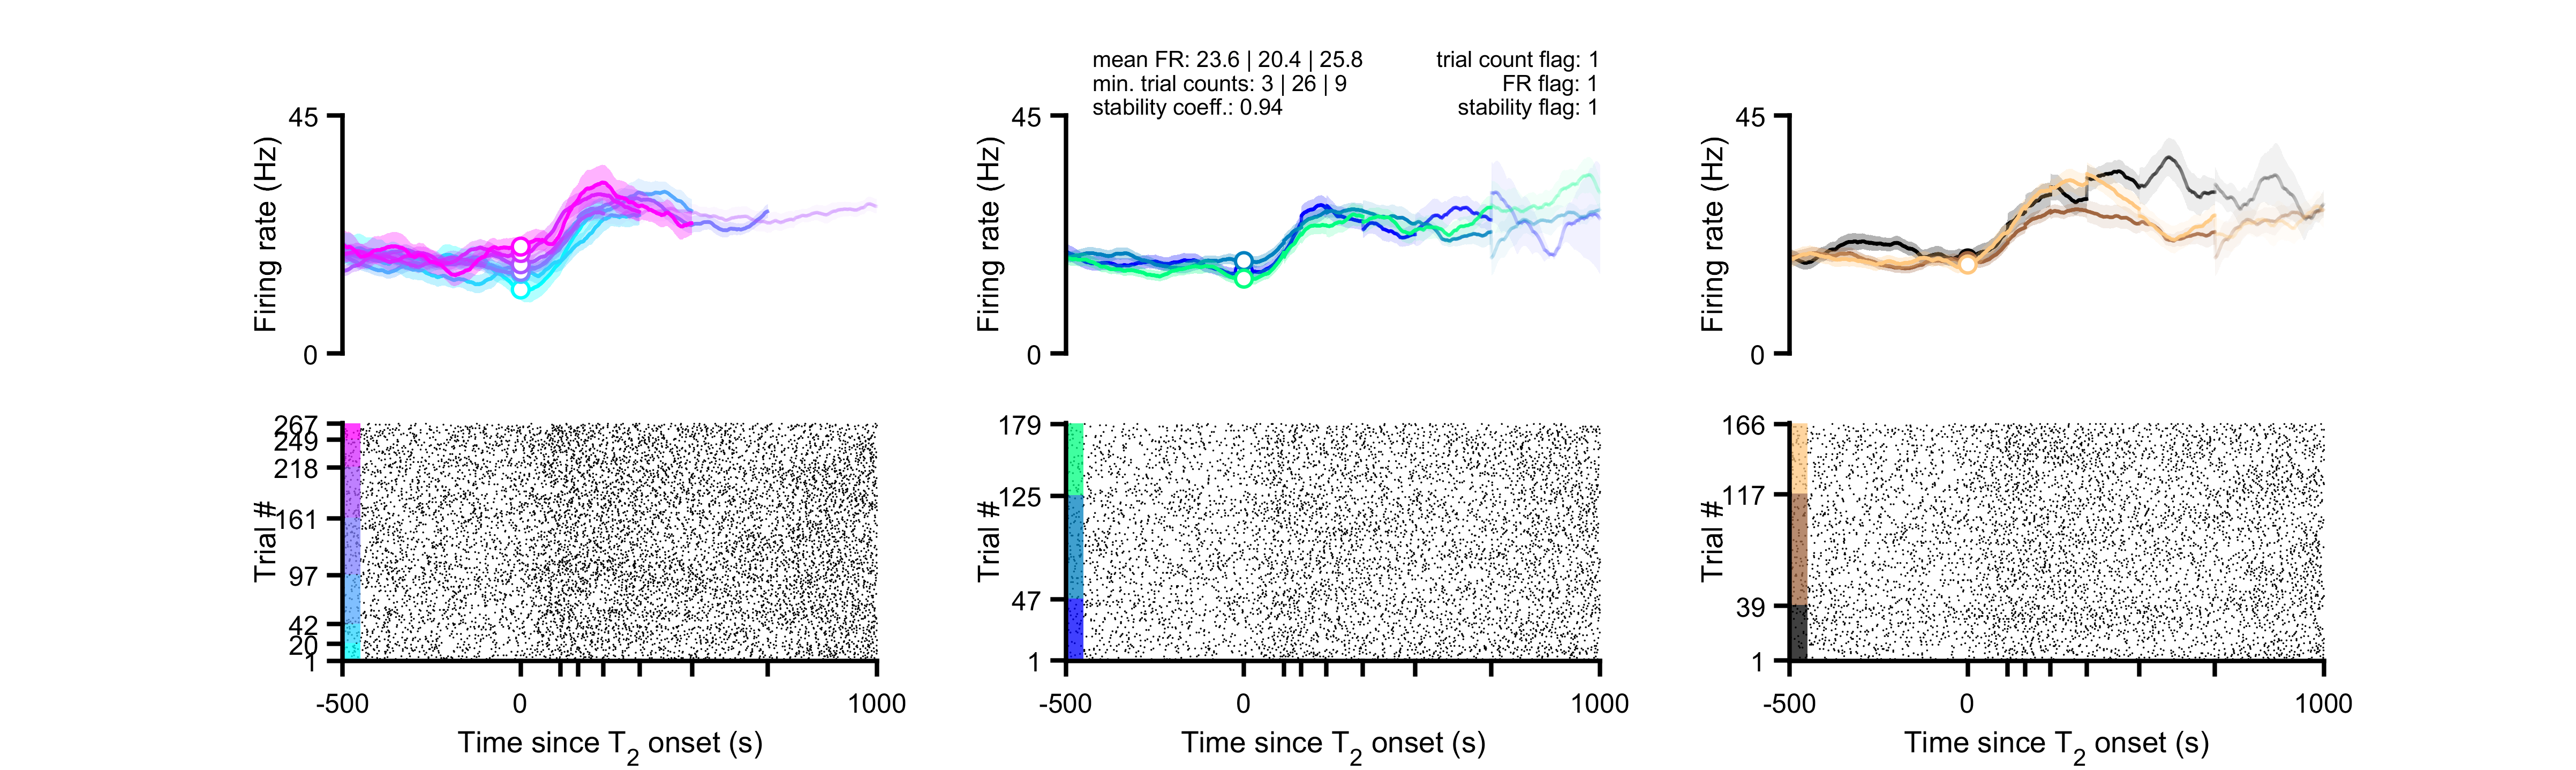 mean FR: 23.6 | 20.4 | 25.8
min. trial counts: 3 | 26 | 9
stability coeff.: 0.94
trial count flag: 1
FR flag: 1
stability flag: 1
45
0
Firing rate (Hz)
45
0
Firing rate (Hz)
45
0
Firing rate (Hz)
267
249
218
161
97
42
20
1
Trial #
-500
0
1000
Time since T2 onset (s)
179
125
47
1
Trial #
-500
0
1000
Time since T2 onset (s)
166
117
39
1
Trial #
-500
0
1000
Time since T2 onset (s)